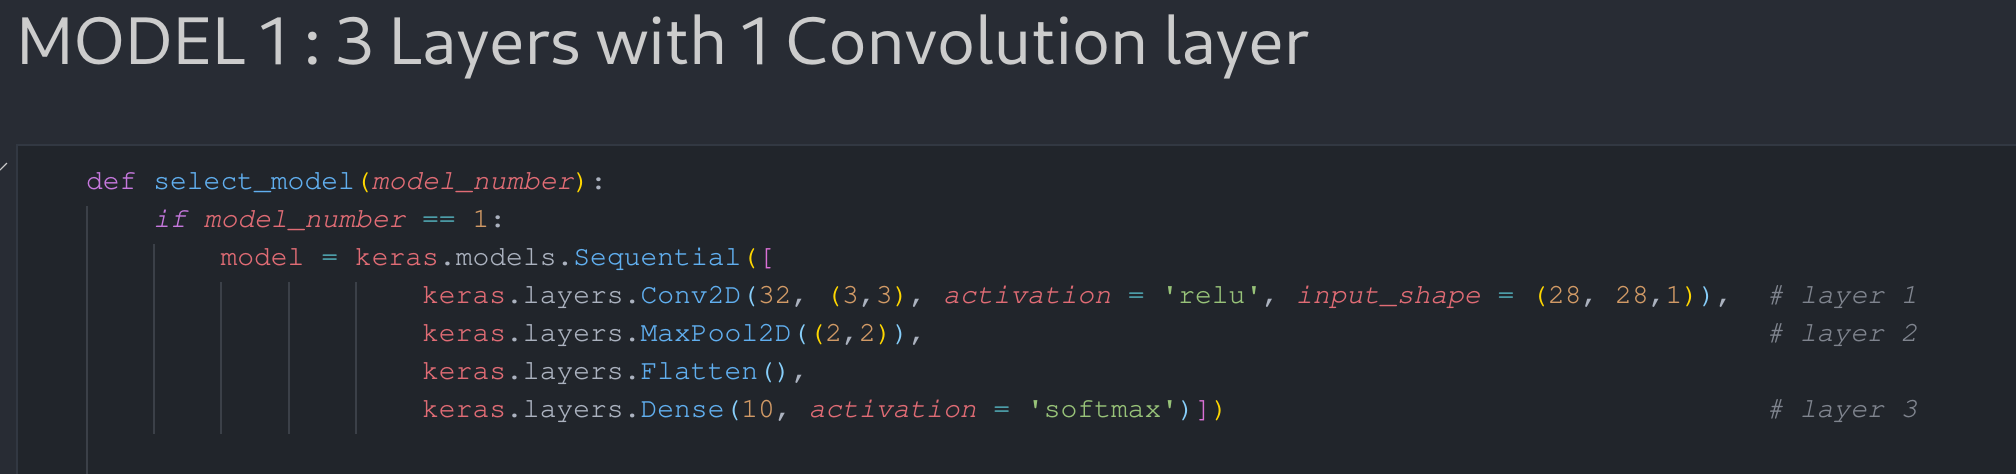 MODEL 1 : 3 Layers with 1 Convolution layer
def select_model(model_number):
if model_number == 1:
model = keras.models.Sequential([
keras.layers.Conv2D(32, (3,3), activation = 'relu', input_shape = (28, 28,1)), # layer 1
keras.layers.MaxPool2D((2,2)), # layer 2
keras.layers.Flatten(),
keras.layers.Dense(10, activation = 'softmax')]) # layer 3